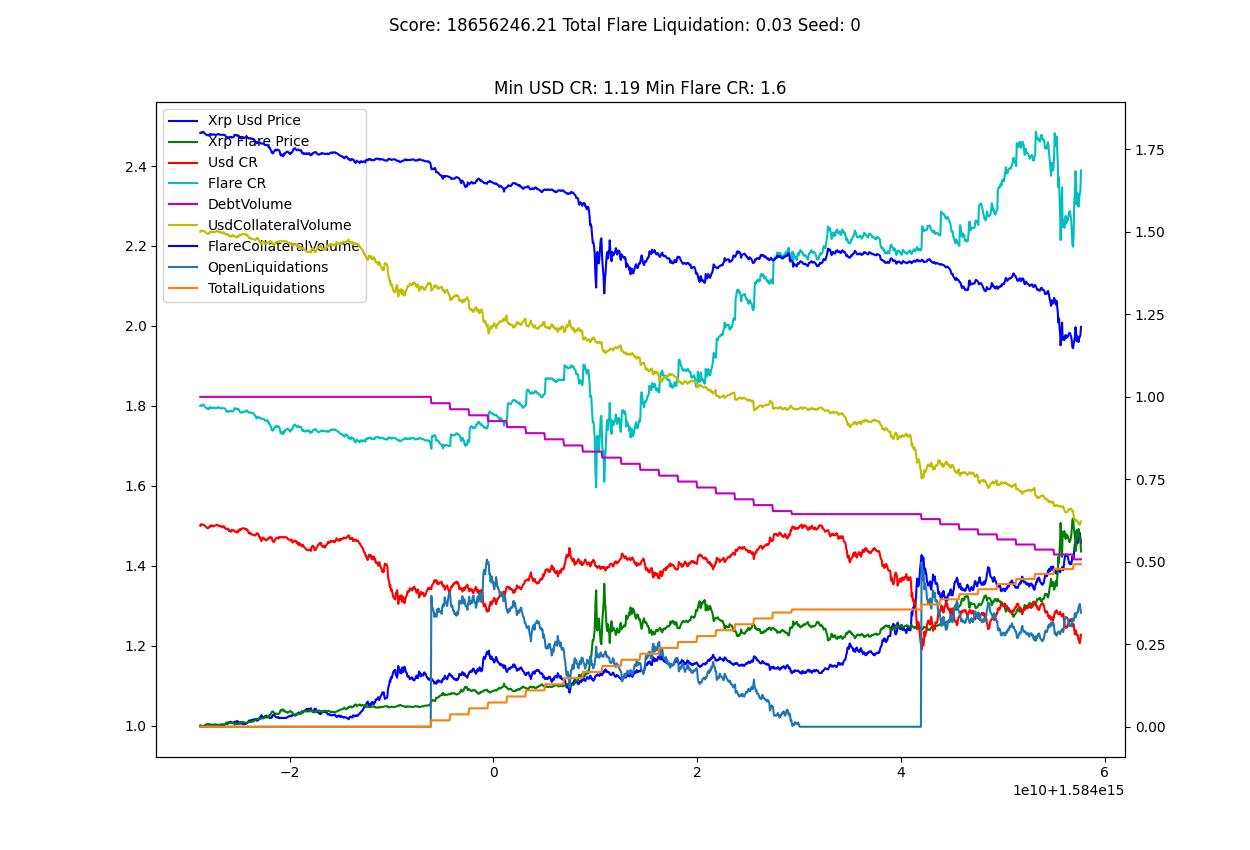 Score: 18656246.21 Total Flare Liquidation: 0.03 Seed: 0
Min USD CR: 1.19 Min Flare CR: 1.6
Xrp Usd Price
Xrp Flare Price
Usd CR
Flare CR
DebtVolume
UsdCollateralVolume
FlareCollateralVolume
OpenLiquidations
TotalLiquidations
2.4
2.2
2.0
1.8
1.6
1.4
1.2
1.0
1.75
1.50
1.25
1.00
0.75
0.50
0.25
0.00
−2 0 2 4 6
1e10+1.584e15